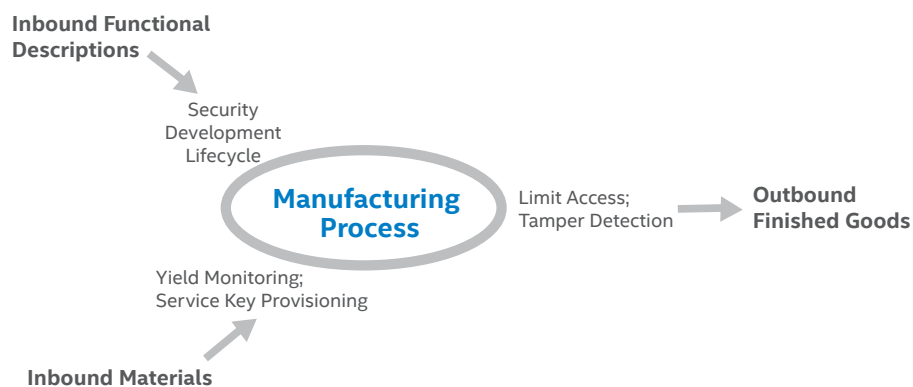 Inbound Functional
Descriptions
Security
Development
Lifecycle
Manufacturing
Process
Limit Access;
Tamper Detection
Outbound
Finished Goods
Yield Monitoring;
Service Key Provisioning
Inbound Materials